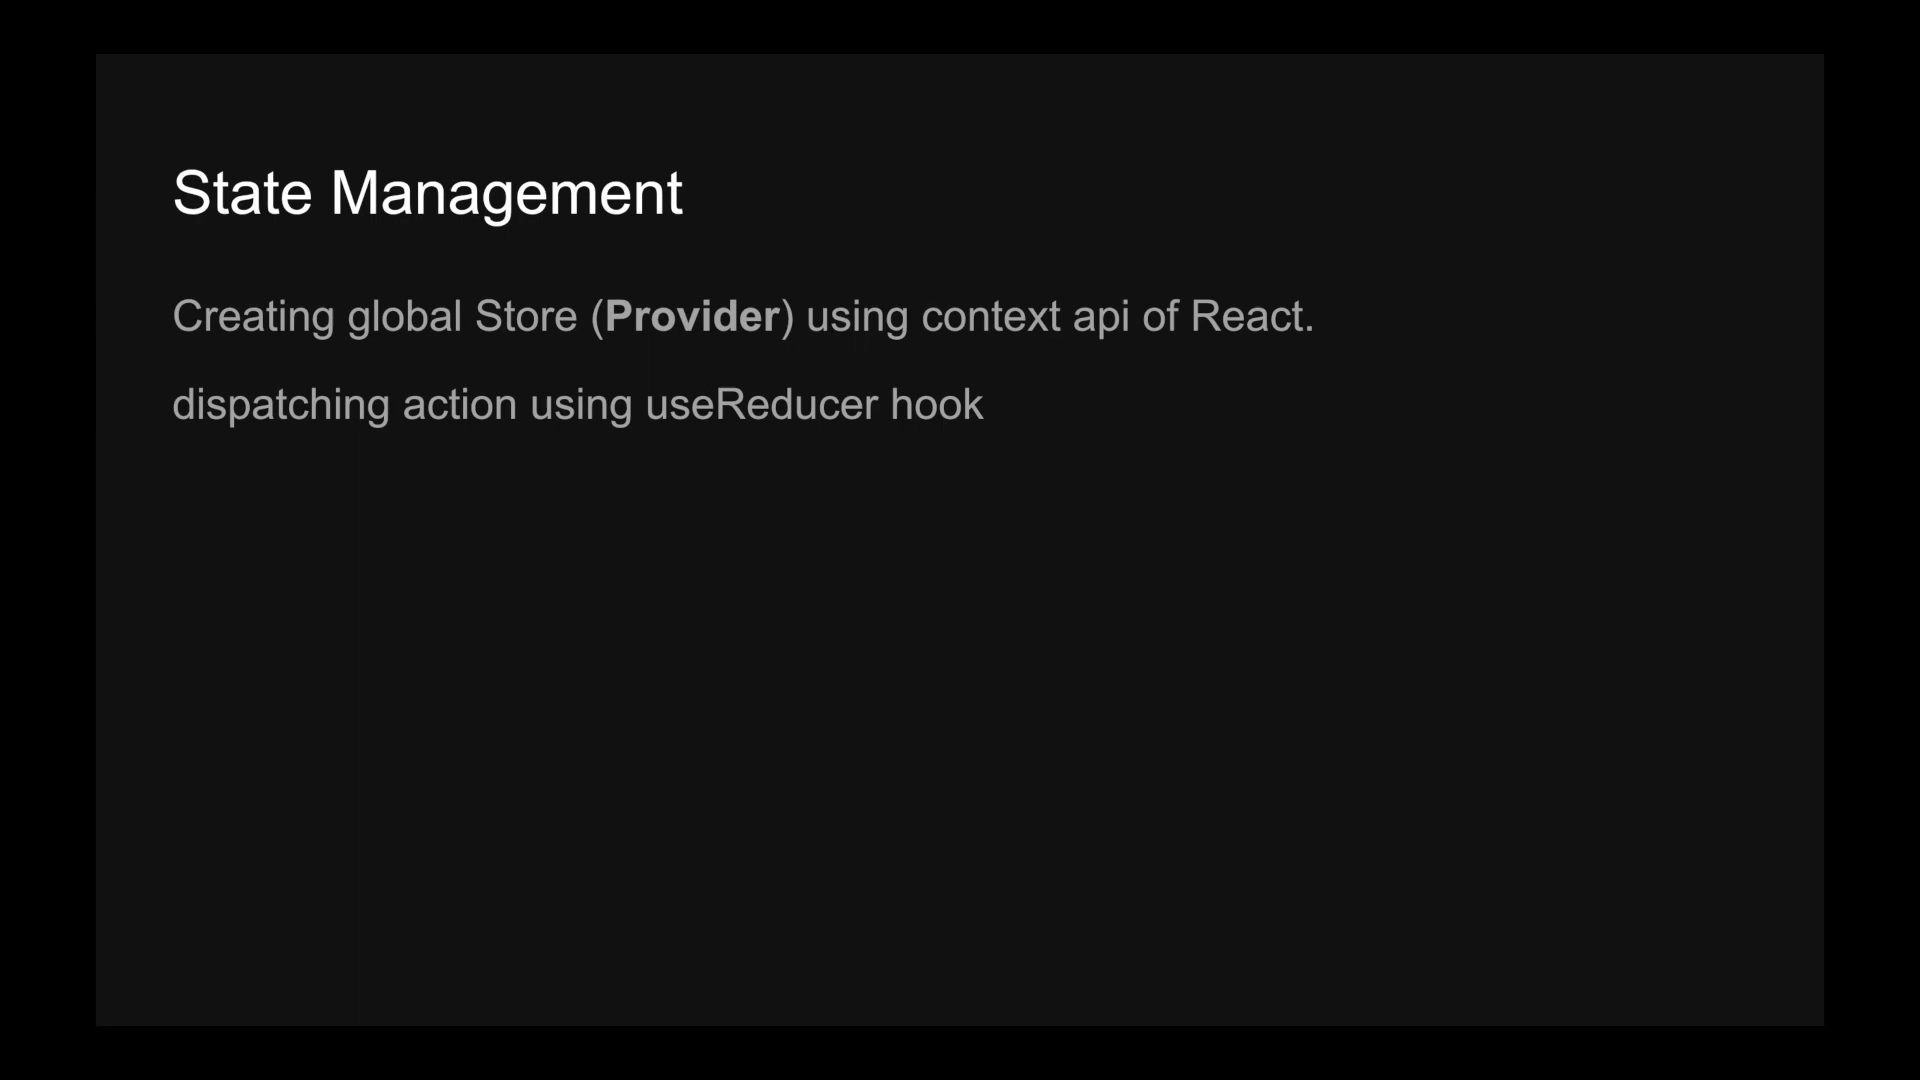 State Management
Creating global Store (Provider) using context api of React.
dispatching action using useReducer hook